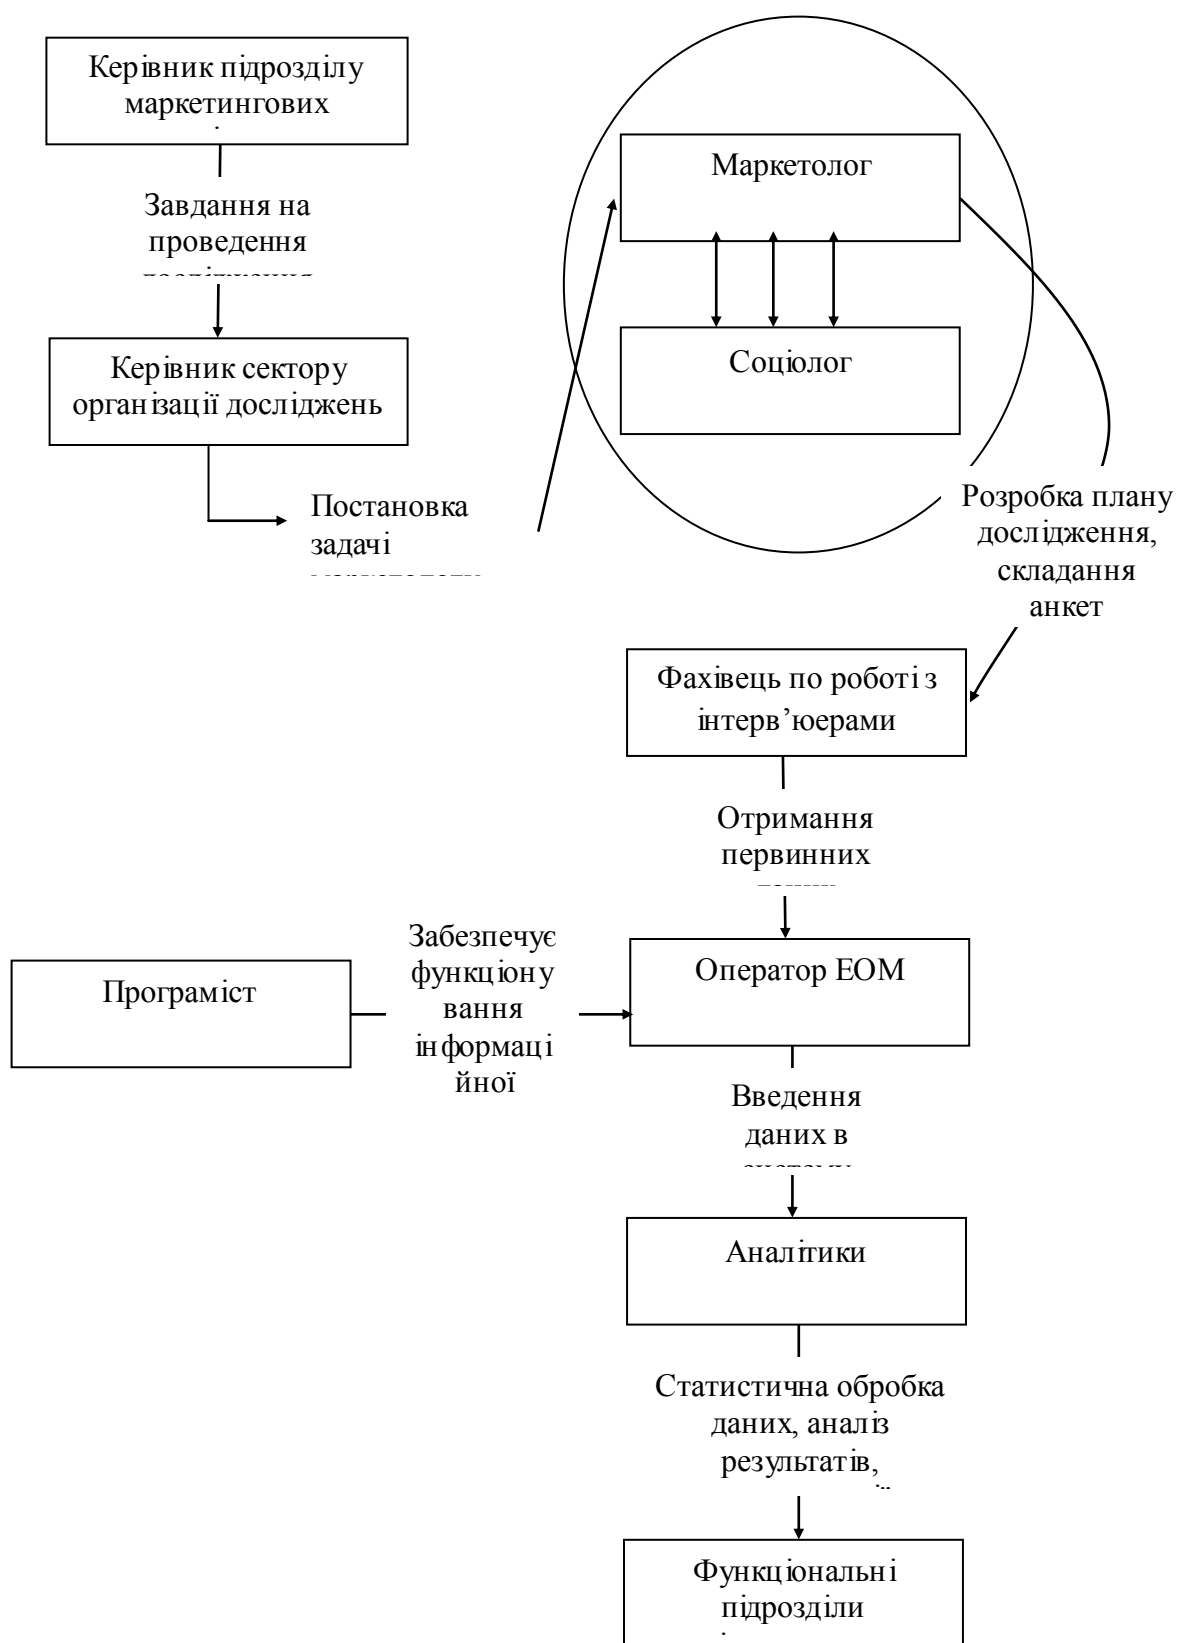 Керівник підрозділу
маркетингових
Завдання на
проведення
Керівник сектору
організації досліджень
Постановка
задачі
Маркетолог
Соціолог
Розробка плану
дослідження,
складання
анкет
Фахівець по роботі з
інтерв’юерами
Отримання
первинних
Програміст
Забезпечує
функціону
вання
інформаці
йної
Оператор ЕОМ
Введення
даних в
Аналітики
Статистична обробка
даних, аналіз
результатів,
Функціональні
підрозділи